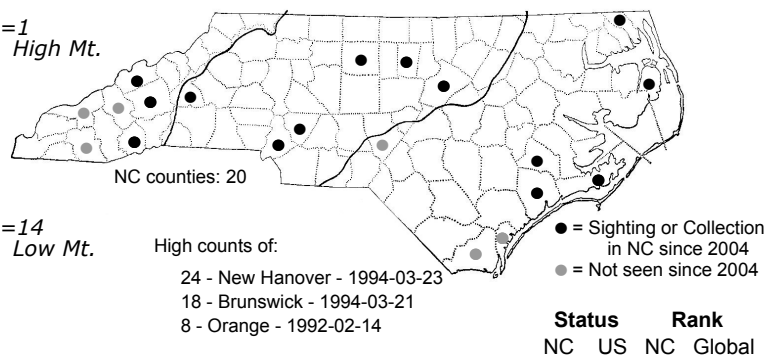 =1
High Mt.
NC counties: 20
=14
Low Mt.
High counts of:
24 - New Hanover - 1994-03-23
18 - Brunswick - 1994-03-21
8 - Orange - 1992-02-14
= Sighting or Collection
in NC since 2004
= Not seen since 2004
Status Rank
NC US NC Global